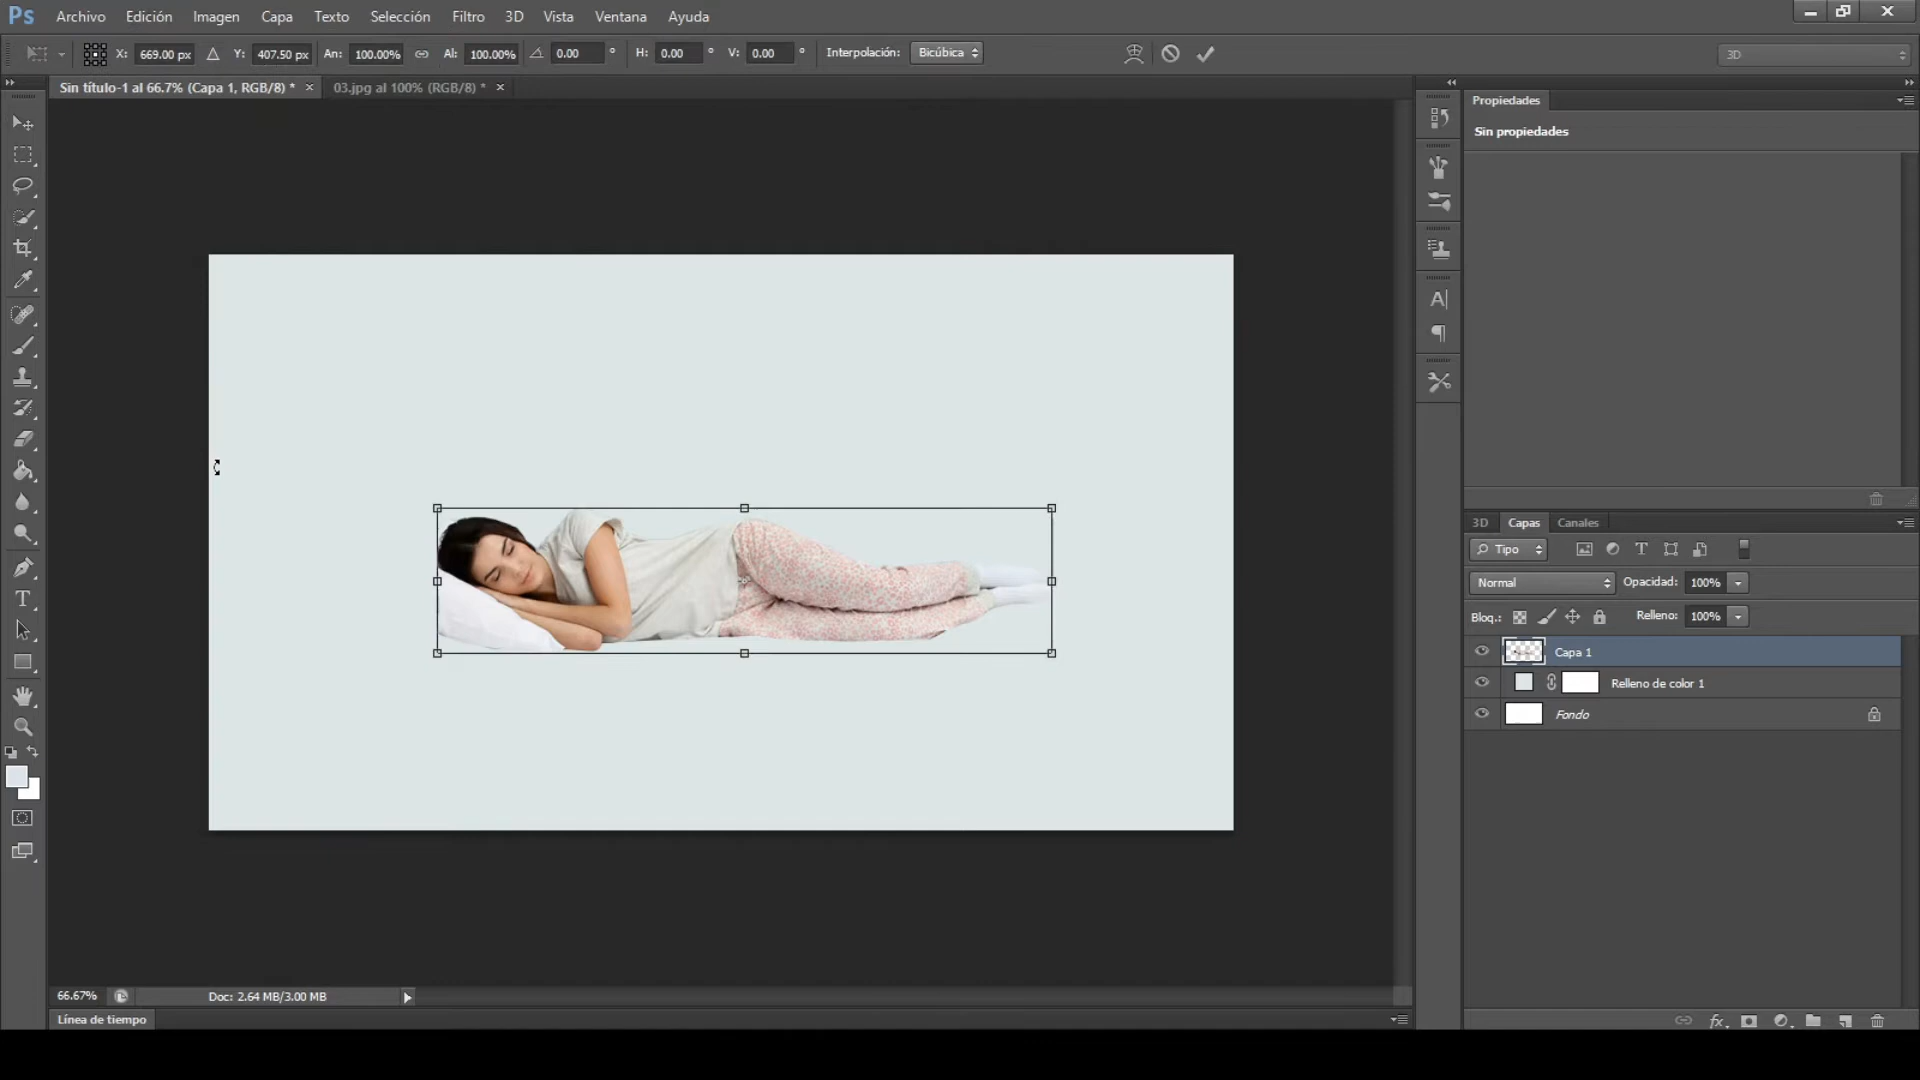 Ps Archivo Edición Imagen Capa Texto Selección Filtro 3D Vista Ventana Ayuda
X: 669.00 px Y: 407.50 px An: 100.00% Al: 100.00% 0.00 ° H: 0.00 ° V: 0.00 ° Interpolación: Bicúbica 3D
Sin título-1 al 66.7% (Capa 1, RGB/8) * × 03.jpg al 100% (RGB/8) * ×
Propiedades
Sin propiedades
3D Capas Canales
Tipo
Normal Opacidad: 100%
Bloq.: Relleno: 100%
Capa 1
Relleno de color 1
Fondo
66.67% Doc: 2.64 MB/3.00 MB
Línea de tiempo